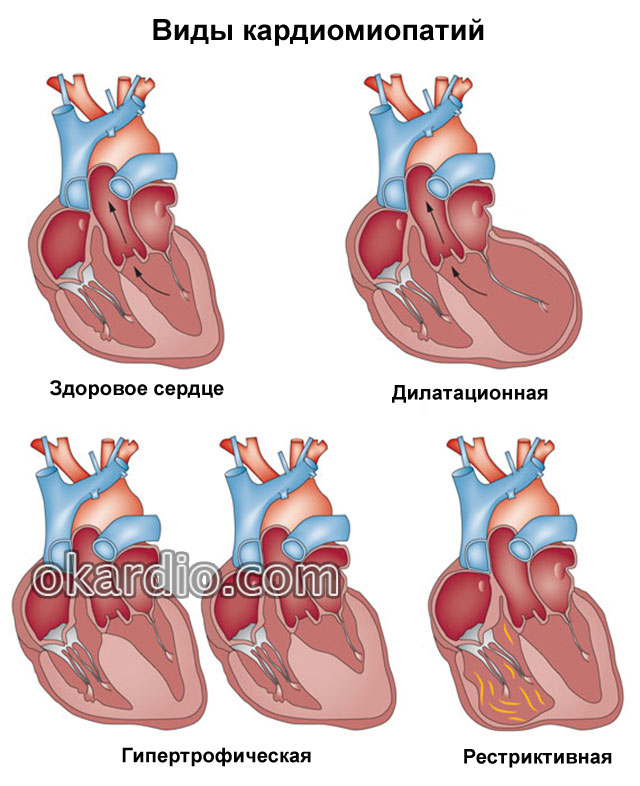 Виды кардиомиопатий
Здоровое сердце
Дилатационная
okardio.com
Гипертрофическая
Рестриктивная